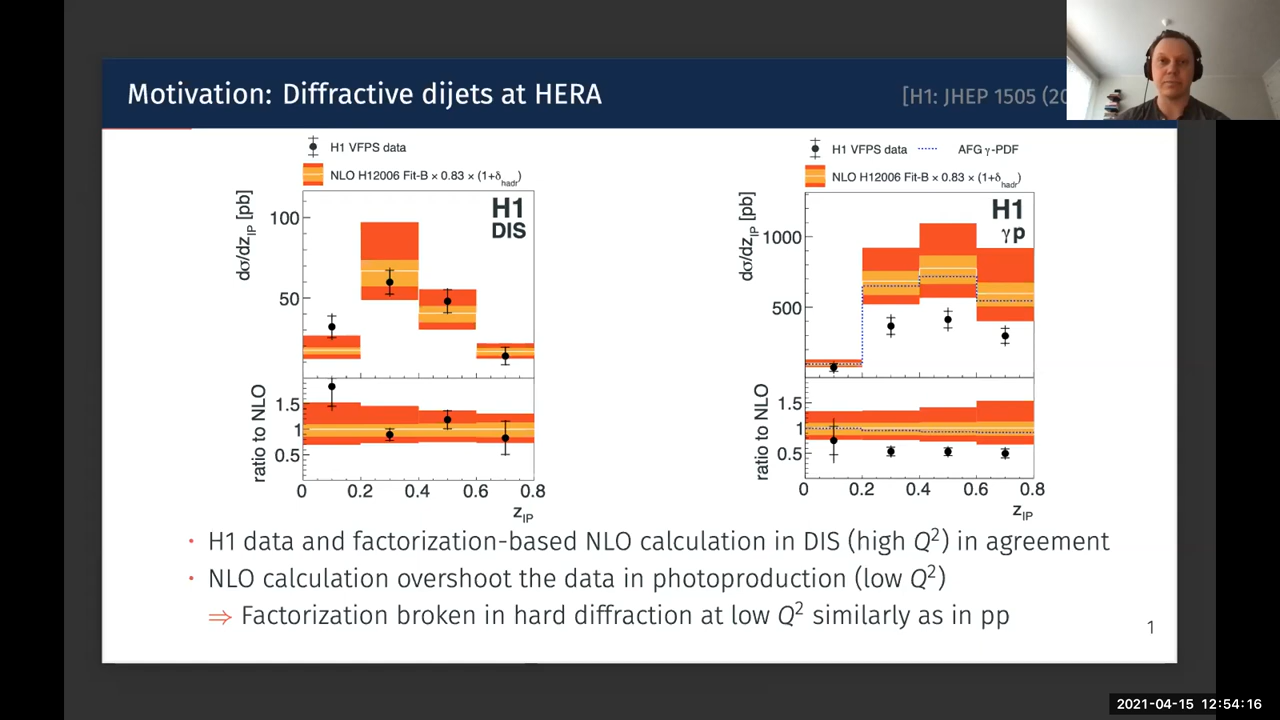 Motivation: Diffractive dijets at HERA
[H1: JHEP 1505 (20
H1 VFPS data
NLO H12006 Fit-B × 0.83 × (1+δhadr)
dσ/dzIP [pb]
H1
DIS
100
50
ratio to NLO
1.5
1
0.5
0 0.2 0.4 0.6 0.8
zIP
H1 VFPS data AFG γ-PDF
NLO H12006 Fit-B × 0.83 × (1+δhadr)
dσ/dzIP [pb]
H1
γp
1000
500
ratio to NLO
1.5
1
0.5
0 0.2 0.4 0.6 0.8
zIP
• H1 data and factorization-based NLO calculation in DIS (high Q²) in agreement
• NLO calculation overshoot the data in photoproduction (low Q²)
⇒ Factorization broken in hard diffraction at low Q² similarly as in pp
1
2021-04-15 12:54:16